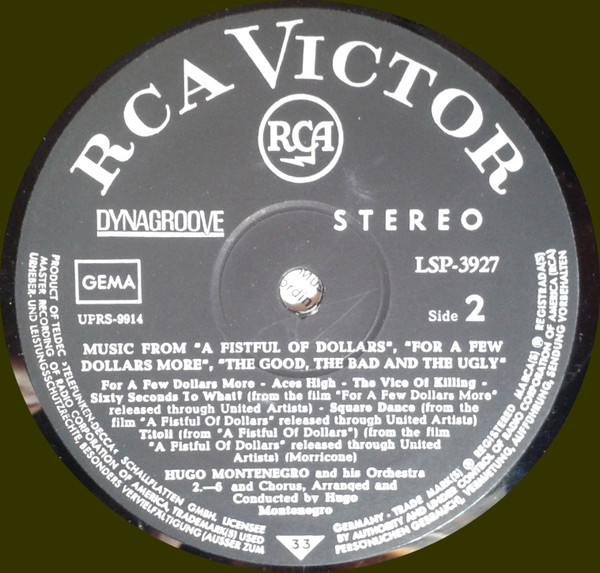 RCA VICTOR
RCA
DYNAGROOVE
STEREO
GEMA
LSP-3927
UPRS-9914
Side 2
MUSIC FROM "A FISTFUL OF DOLLARS", "FOR A FEW
DOLLARS MORE", "THE GOOD, THE BAD AND THE UGLY"
For A Few Dollars More - Aces High - The Vice Of Killing -
Sixty Seconds To What? (from the film "For A Few Dollars More"
released through United Artists) - Square Dance (from the
film "A Fistful Of Dollars" released through United Artists)
Titoli (from "A Fistful Of Dollars") (from the film
"A Fistful Of Dollars" released through United
Artists) (Morricone)
HUGO MONTENEGRO and his Orchestra
2.—6 and Chorus, Arranged and
Conducted by Hugo
Montenegro
33
PRODUCT OF TELDEC »TELEFUNKEN-DECCA« SCHALLPLATTEN GMBH. LICENSEE
MASTER RECORDING OF RADIO CORPORATION OF AMERICA, TRADEMARK(S) USED
URHEBER- UND LEISTUNGSSCHUTZRECHTE, BESONDERS VERVIELFÄLTIGUNG (AUSSER ZUM
GERMANY - TRADE MARK(S) ® REGISTERED MARCA(S) ® REGISTRADA(S)
BY AUTHORITY AND UNDER CONTROL OF RADIO CORPORATION OF AMERICA (RCA)
PERSÖNLICHEN GEBRAUCH) VERMIETUNG, AUFFÜHRUNG, SENDUNG VORBEHALTEN